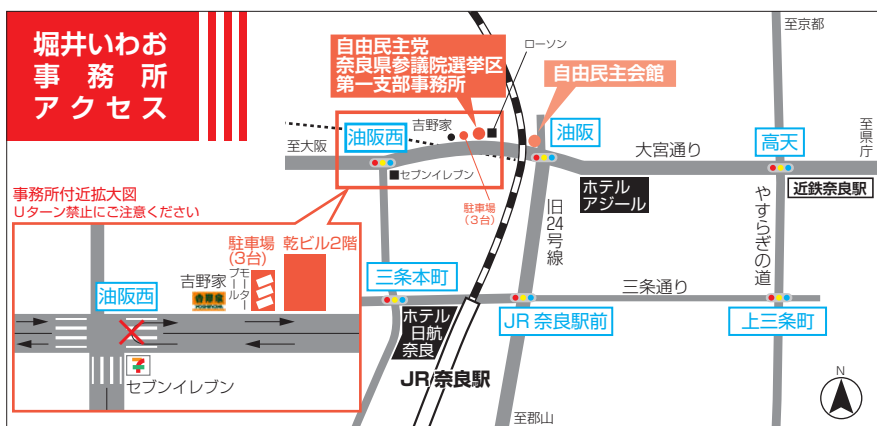 堀井いわお
事務所
アクセス
自由民主党
奈良県参議院選挙区
第一支部事務所
ローソン
自由民主会館
至京都
吉野家
油阪西
油阪
大宮通り
高天
至県庁
至大阪
セブンイレブン
駐車場
(3台)
ホテル
アジール
近鉄奈良駅
旧24号線
やすらぎの道
事務所付近拡大図
Uターン禁止にご注意ください
駐車場
(3台)
乾ビル2階
吉野家
モーター
プール
吉野家
油阪西
7
セブンイレブン
三条本町
三条通り
ホテル
日航
奈良
JR奈良駅前
上三条町
JR奈良駅
至郡山
N